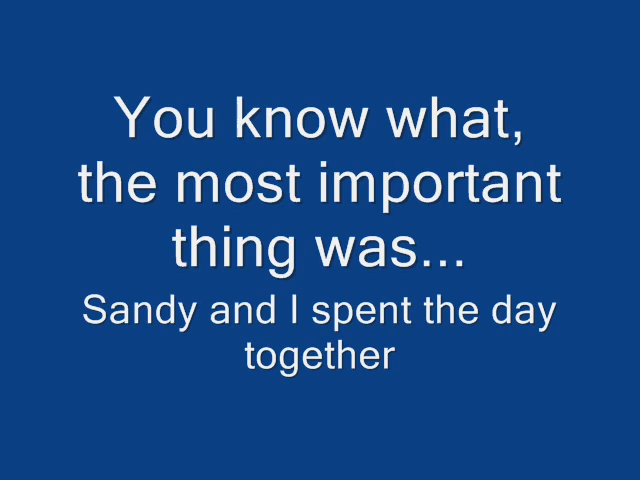 You know what,
the most important
thing was...
Sandy and I spent the day
together